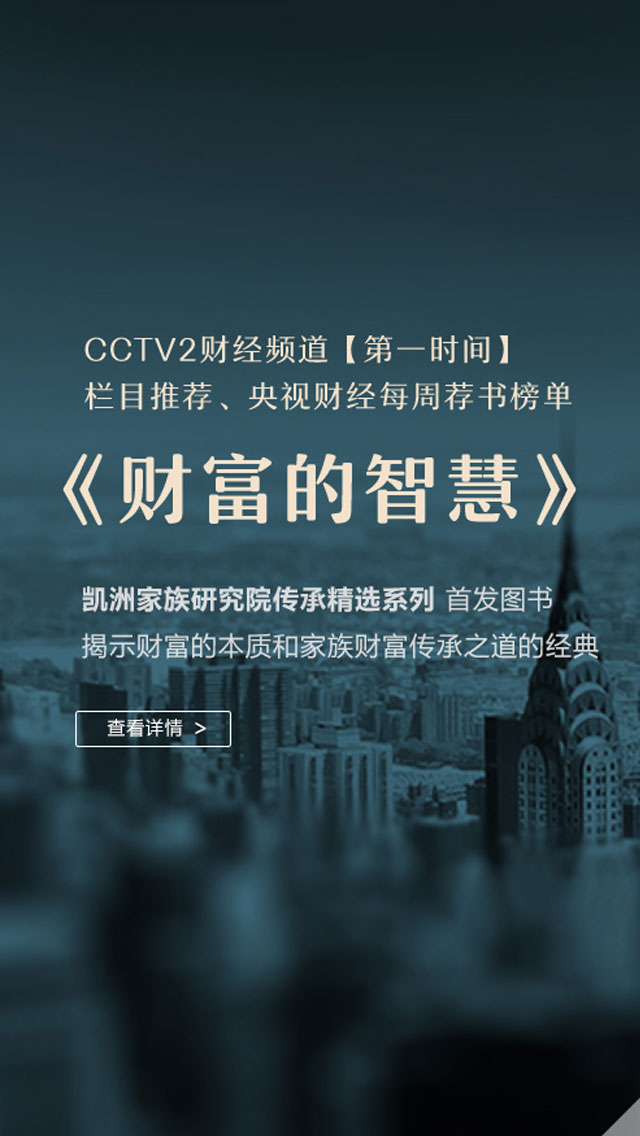 CCTV2财经频道【第一时间】
栏目推荐、央视财经每周荐书榜单
《财富的智慧》
凯洲家族研究院传承精选系列 首发图书
揭示财富的本质和家族财富传承之道的经典
查看详情 >